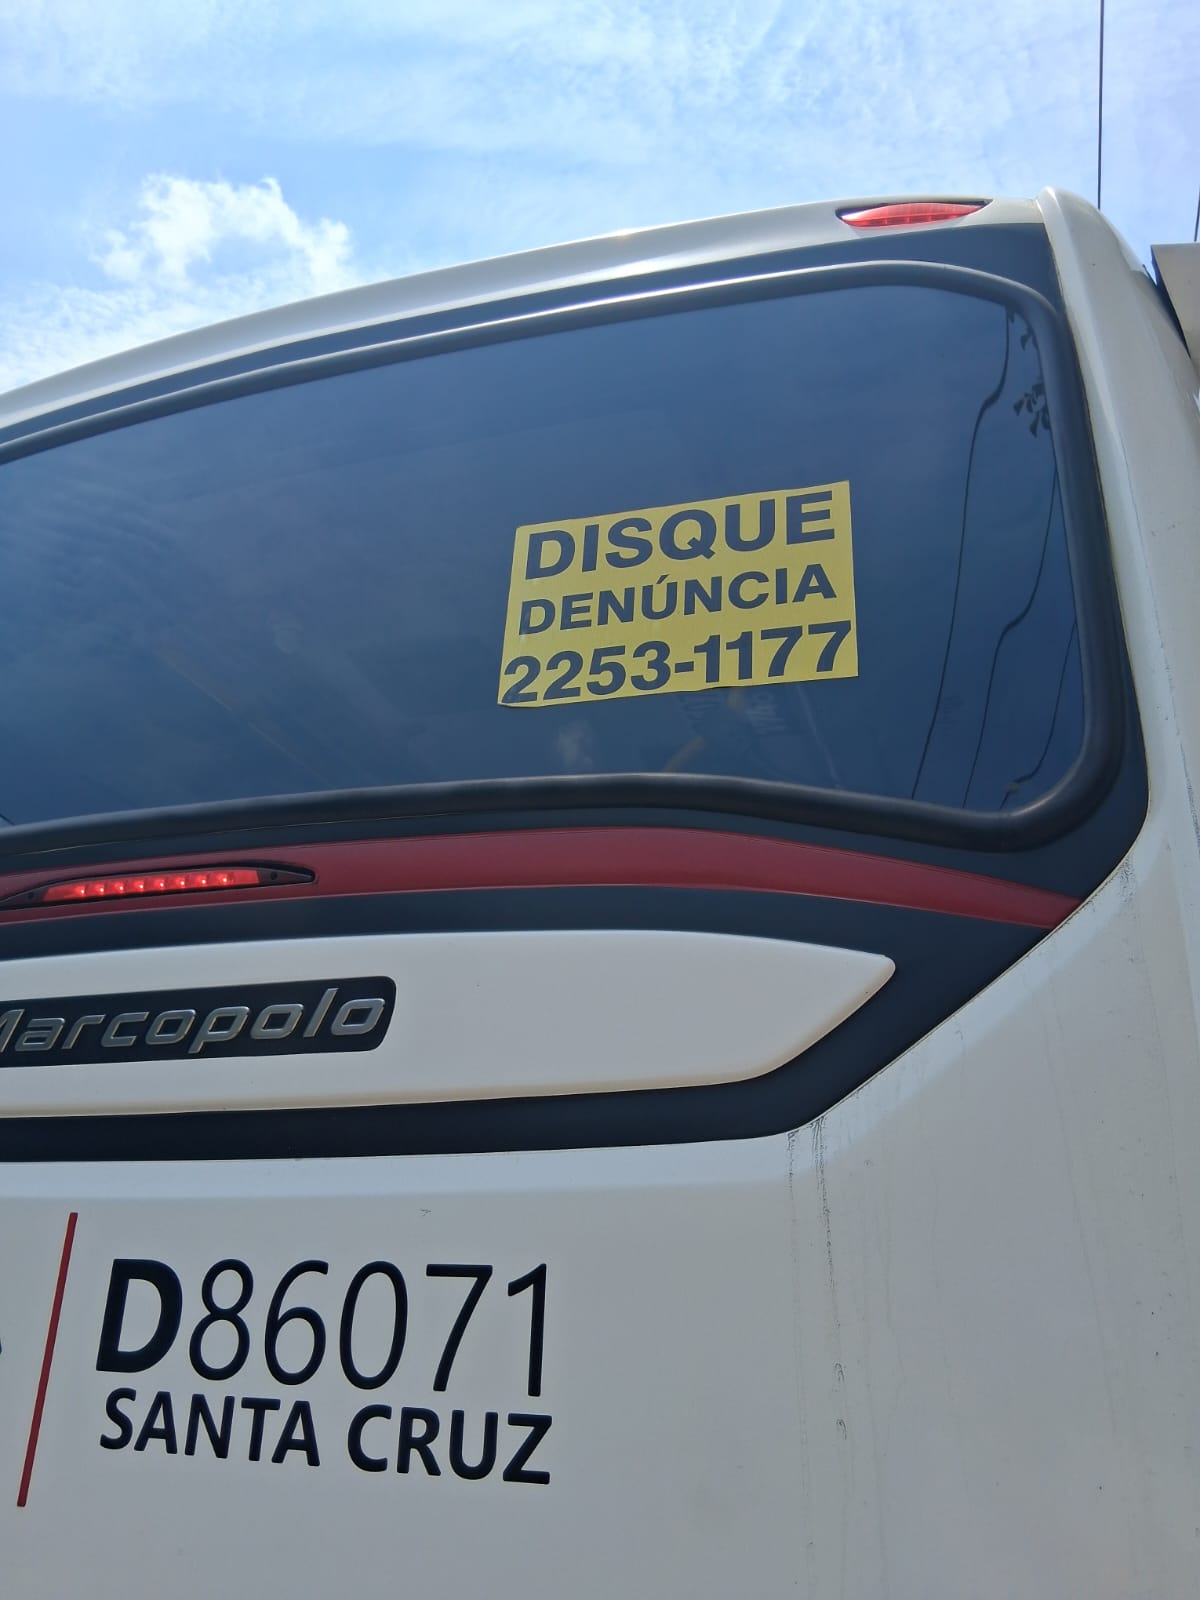 DISQUE
DENÚNCIA
2253-1177
Marcopolo
D86071
SANTA CRUZ